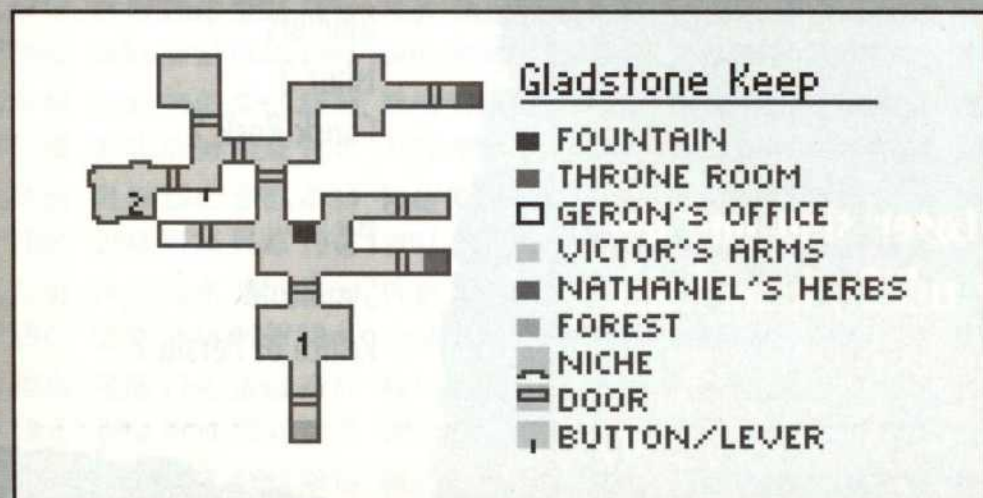 Gladstone Keep
FOUNTAIN
THRONE ROOM
GERON'S OFFICE
VICTOR'S ARMS
NATHANIEL'S HERBS
FOREST
NICHE
DOOR
BUTTON/LEVER
2
1